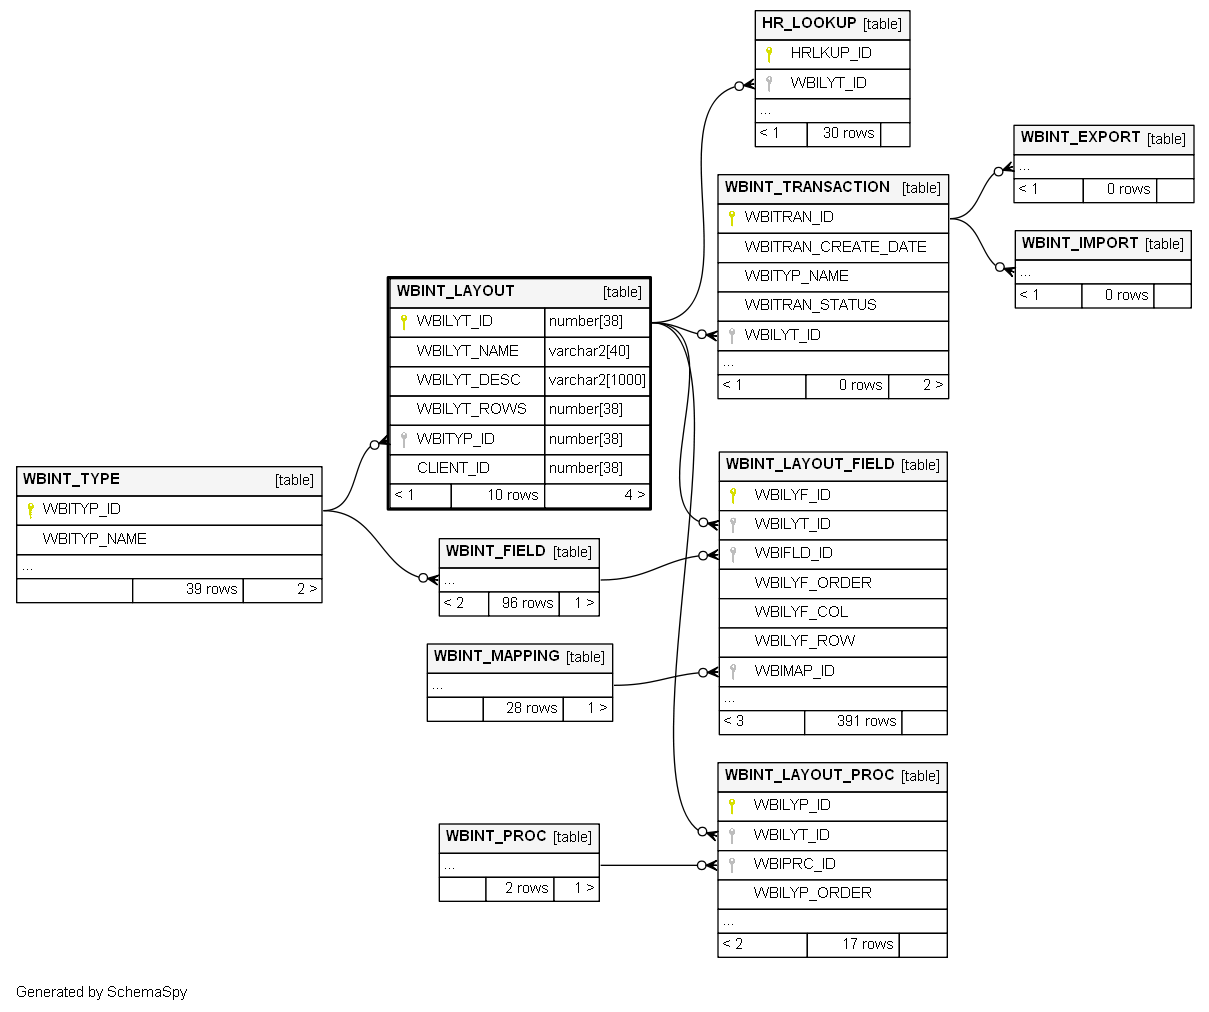 HR_LOOKUP [table]
HRLKUP_ID
WBILYT_ID
...
< 1 30 rows
WBINT_EXPORT [table]
...
< 1 0 rows
WBINT_TRANSACTION [table]
WBITRAN_ID
WBITRAN_CREATE_DATE
WBITYP_NAME
WBITRAN_STATUS
WBILYT_ID
...
< 1 0 rows 2 >
WBINT_IMPORT [table]
...
< 1 0 rows
WBINT_LAYOUT [table]
WBILYT_ID number[38]
WBILYT_NAME varchar2[40]
WBILYT_DESC varchar2[1000]
WBILYT_ROWS number[38]
WBITYP_ID number[38]
CLIENT_ID number[38]
< 1 10 rows 4 >
WBINT_TYPE [table]
WBITYP_ID
WBITYP_NAME
...
39 rows 2 >
WBINT_LAYOUT_FIELD [table]
WBILYF_ID
WBILYT_ID
WBIFLD_ID
WBILYF_ORDER
WBILYF_COL
WBILYF_ROW
WBIMAP_ID
...
< 3 391 rows
WBINT_FIELD [table]
...
< 2 96 rows 1 >
WBINT_MAPPING [table]
...
28 rows 1 >
WBINT_LAYOUT_PROC [table]
WBILYP_ID
WBILYT_ID
WBIPRC_ID
WBILYP_ORDER
...
< 2 17 rows
WBINT_PROC [table]
...
2 rows 1 >
Generated by SchemaSpy